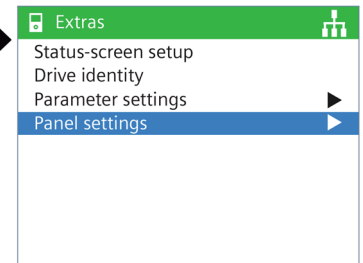 Extras
Status-screen setup
Drive identity
Parameter settings
Panel settings